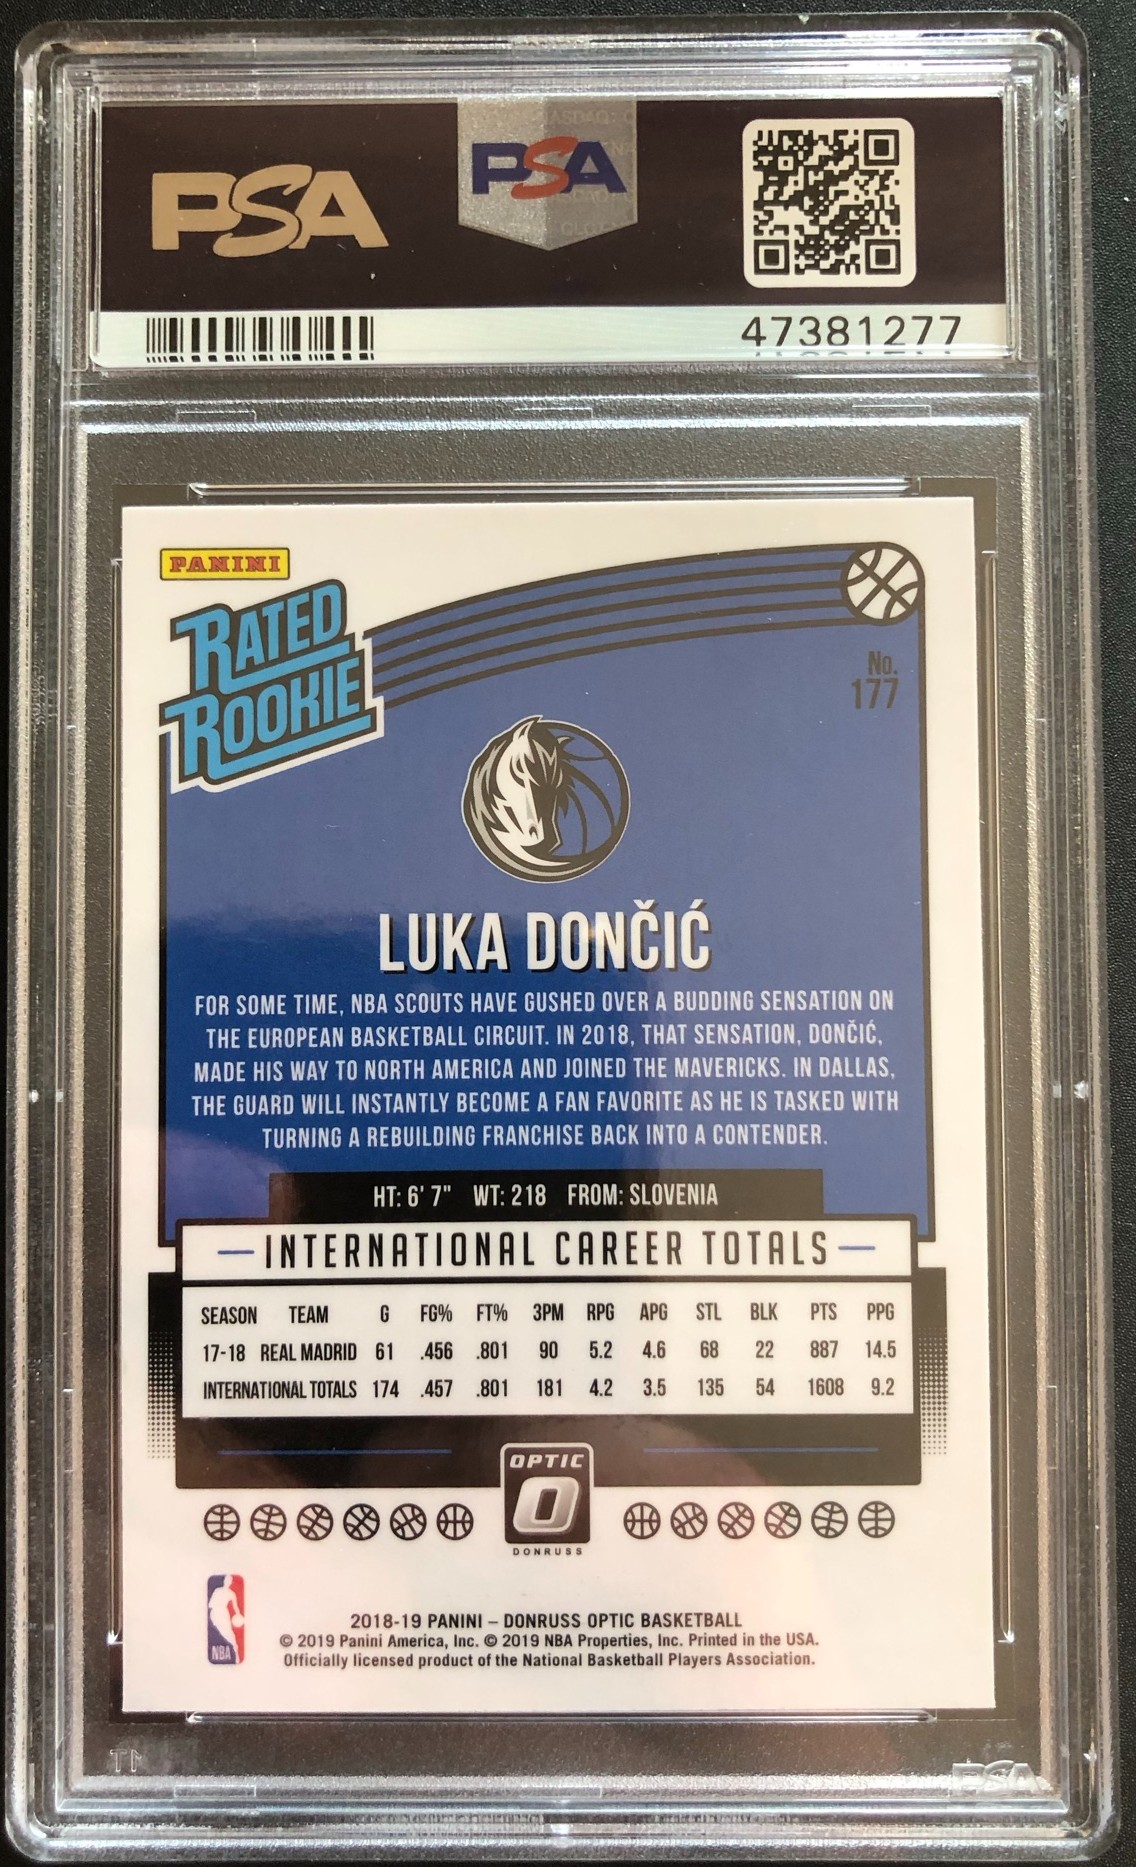 PSA
PSA
47381277
PANINI
RATED
ROOKIE
No.
177
LUKA DONČIĆ
FOR SOME TIME, NBA SCOUTS HAVE GUSHED OVER A BUDDING SENSATION ON
THE EUROPEAN BASKETBALL CIRCUIT. IN 2018, THAT SENSATION, DONČIĆ,
MADE HIS WAY TO NORTH AMERICA AND JOINED THE MAVERICKS. IN DALLAS,
THE GUARD WILL INSTANTLY BECOME A FAN FAVORITE AS HE IS TASKED WITH
TURNING A REBUILDING FRANCHISE BACK INTO A CONTENDER.
HT: 6' 7" WT: 218 FROM: SLOVENIA
INTERNATIONAL CAREER TOTALS
SEASON TEAM G FG% FT% 3PM RPG APG STL BLK PTS PPG
17-18 REAL MADRID 61 .456 .801 90 5.2 4.6 68 22 887 14.5
INTERNATIONAL TOTALS 174 .457 .801 181 4.2 3.5 135 54 1608 9.2
OPTIC
DONRUSS
NBA
2018-19 PANINI – DONRUSS OPTIC BASKETBALL
© 2019 Panini America, Inc. © 2019 NBA Properties, Inc. Printed in the USA.
Officially licensed product of the National Basketball Players Association.
PSA